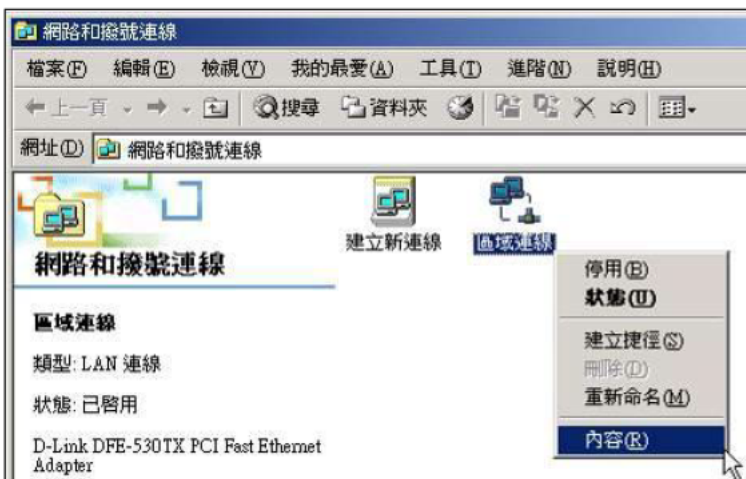 網路和撥號連線
檔案(F) 編輯(E) 檢視(V) 我的最愛(A) 工具(T) 進階(N) 說明(H)
上一頁 搜尋 資料夾
網址(D) 網路和撥號連線
建立新連線
區域連線
網路和撥號連線
區域連線
類型: LAN 連線
狀態: 已啓用
D-Link DFE-530TX PCI Fast Ethernet
Adapter
停用(B)
狀態(U)
建立捷徑(S)
刪除(D)
重新命名(M)
內容(R)